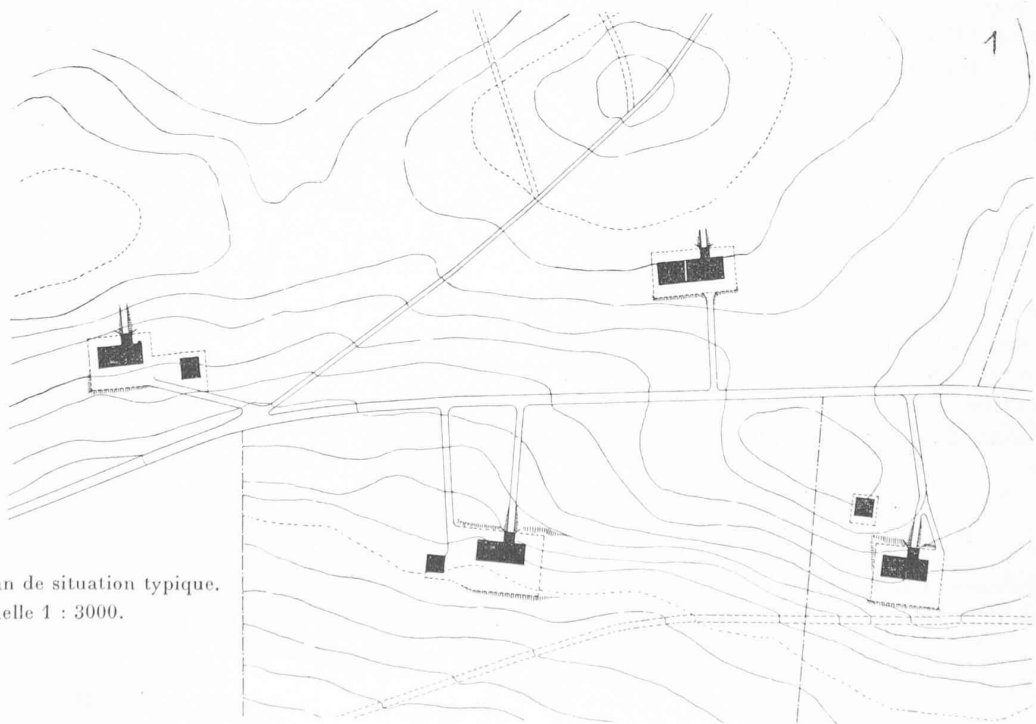 1
an de situation typique.
elle 1 : 3000.